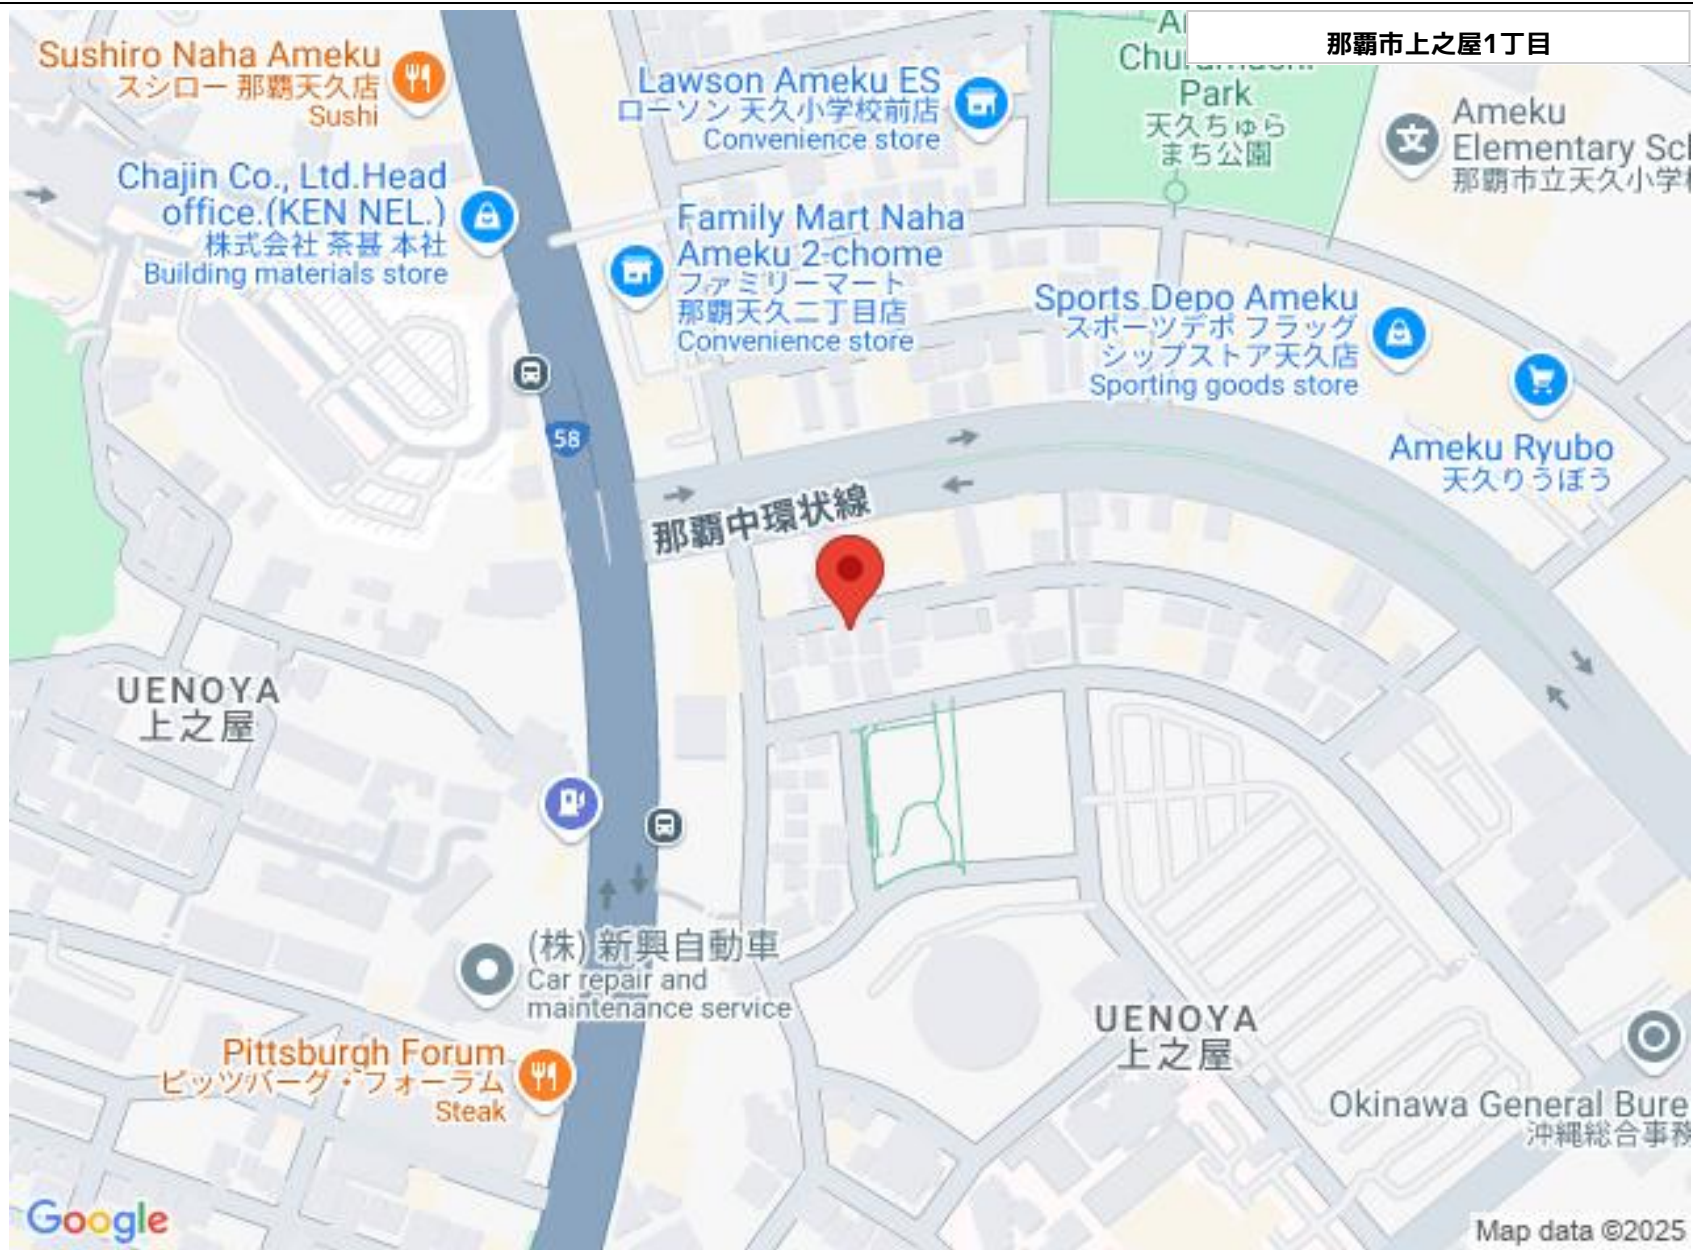 那覇市上之屋1丁目
Sushiro Naha Ameku
スシロー 那覇天久店
Sushi
Lawson Ameku ES
ローソン 天久小学校前店
Convenience store
Park
天久ちゅら
まち公園
Ameku
Elementary Scl
那覇市立天久小学校
Chajin Co., Ltd.Head
office.(KEN NEL.)
株式会社 茶甚 本社
Building materials store
Family Mart Naha
Ameku 2-chome
ファミリーマート
那覇天久二丁目店
Convenience store
Sports Depo Ameku
スポーツデポ フラッグ
シップストア天久店
Sporting goods store
58
Ameku Ryubo
天久りうぼう
那覇中環状線
UENOYA
上之屋
(株) 新興自動車
Car repair and
maintenance service
UENOYA
上之屋
Pittsburgh Forum
ピッツバーグ・フォーラム
Steak
Okinawa General Bure
沖縄総合事務
Google
Map data ©2025